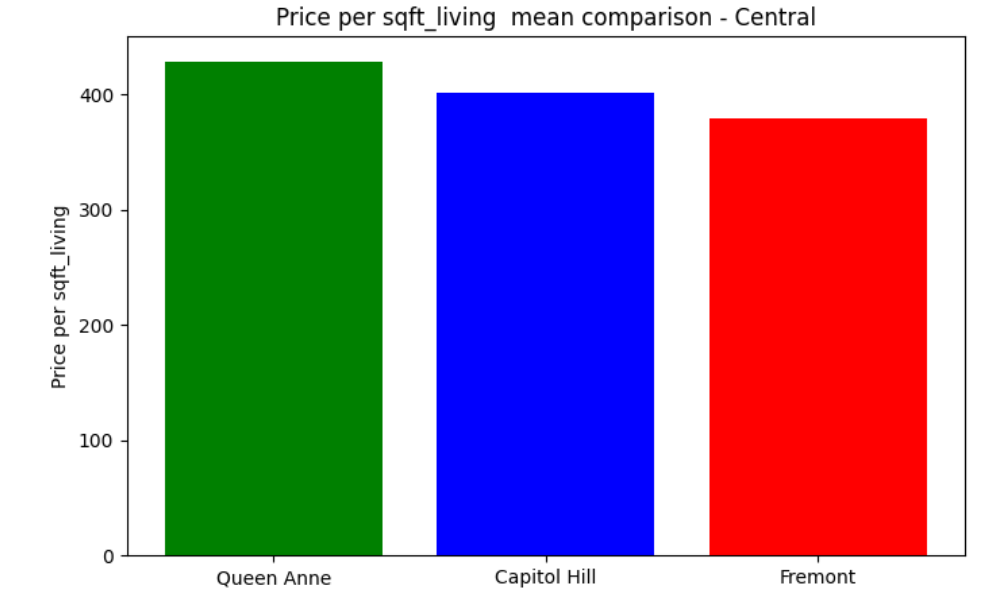 Price per sqft_living  mean comparison - Central
Price per sqft_living
400
300
200
100
0
Queen Anne
Capitol Hill
Fremont